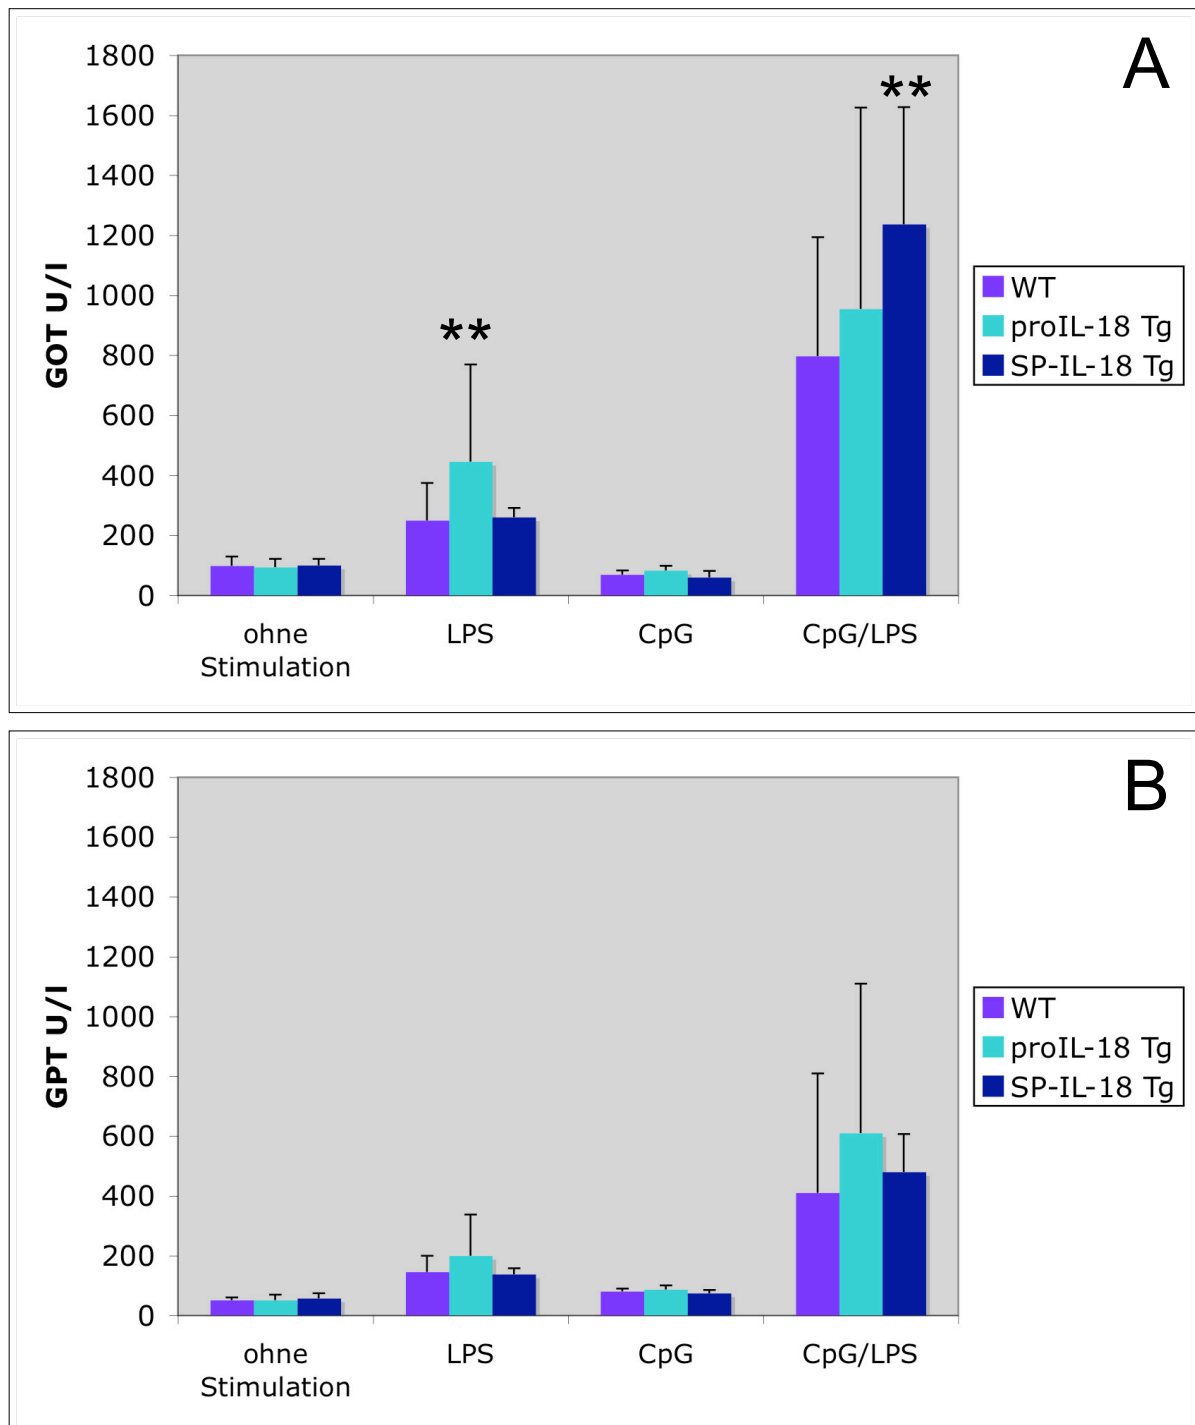 A
1800
1600
1400
1200
1000
800
600
400
200
0
GOT U/l
**
**
ohne
Stimulation
LPS
CpG
CpG/LPS
WT
proIL-18 Tg
SP-IL-18 Tg
B
1800
1600
1400
1200
1000
800
600
400
200
0
GPT U/l
ohne
Stimulation
LPS
CpG
CpG/LPS
WT
proIL-18 Tg
SP-IL-18 Tg